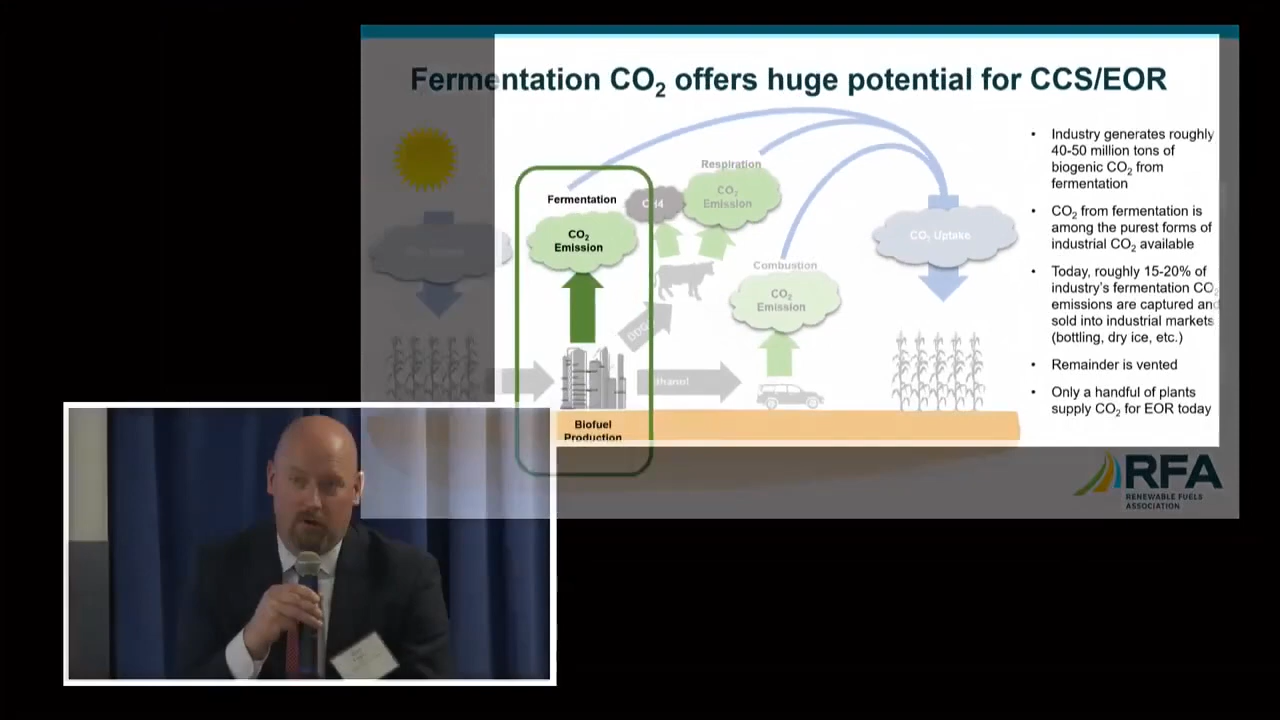 Fermentation CO2 offers huge potential for CCS/EOR
Respiration
CO2
Emission
Fermentation
CO2
Emission
CH4
CO2 Uptake
Combustion
CO2
Emission
DDG
Ethanol
Biofuel
Production
• Industry generates roughly
40-50 million tons of
biogenic CO2 from
fermentation
• CO2 from fermentation is
among the purest forms of
industrial CO2 available
• Today, roughly 15-20% of
industry's fermentation CO2
emissions are captured and
sold into industrial markets
(bottling, dry ice, etc.)
• Remainder is vented
• Only a handful of plants
supply CO2 for EOR today
RFA
RENEWABLE FUELS
ASSOCIATION